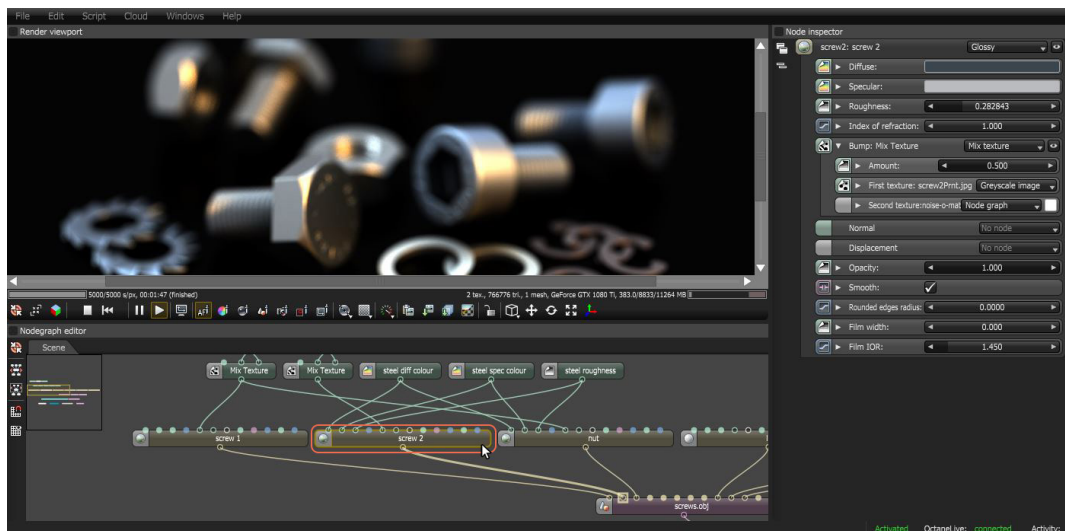 File Edit Script Cloud Windows Help
Render viewport
5000/5000 s/px, 00:01:47 (finished)
2 tex., 766776 tri., 1 mesh, GeForce GTX 1080 Ti, 383.0/8833/11264 MB
Nodegraph editor
Scene
Mix Texture
Mix Texture
steel diff colour
steel spec colour
steel roughness
screw 1
screw 2
nut
screws.obj
Node inspector
screw2: screw 2 Glossy
Diffuse:
Specular:
Roughness: 0.282843
Index of refraction: 1.000
Bump: Mix Texture Mix texture
Amount: 0.500
First texture: screw2Prnt.jpg Greyscale image
Second texture:noise-o-mat Node graph
Normal No node
Displacement No node
Opacity: 1.000
Smooth:
Rounded edges radius: 0.0000
Film width: 0.000
Film IOR: 1.450
Activated OctaneLive: connected Activity: